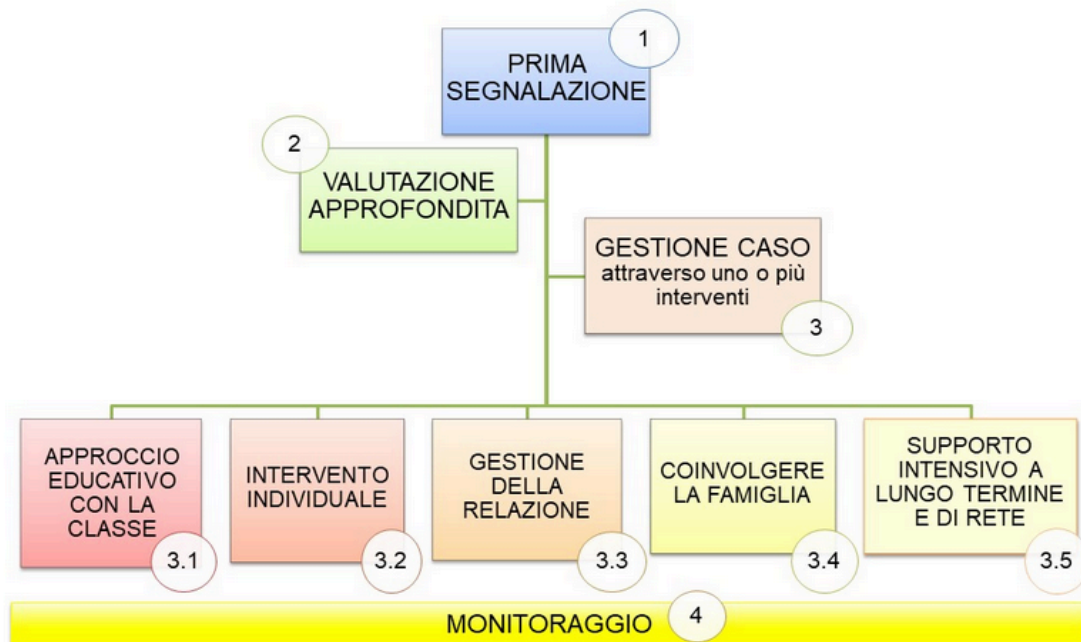 1
PRIMA
SEGNALAZIONE
2
VALUTAZIONE
APPROFONDITA
GESTIONE CASO
attraverso uno o più
interventi
3
APPROCCIO
EDUCATIVO
CON LA
CLASSE
3.1
INTERVENTO
INDIVIDUALE
3.2
GESTIONE
DELLA
RELAZIONE
3.3
COINVOLGERE
LA FAMIGLIA
3.4
SUPPORTO
INTENSIVO A
LUNGO TERMINE
E DI RETE
3.5
MONITORAGGIO
4